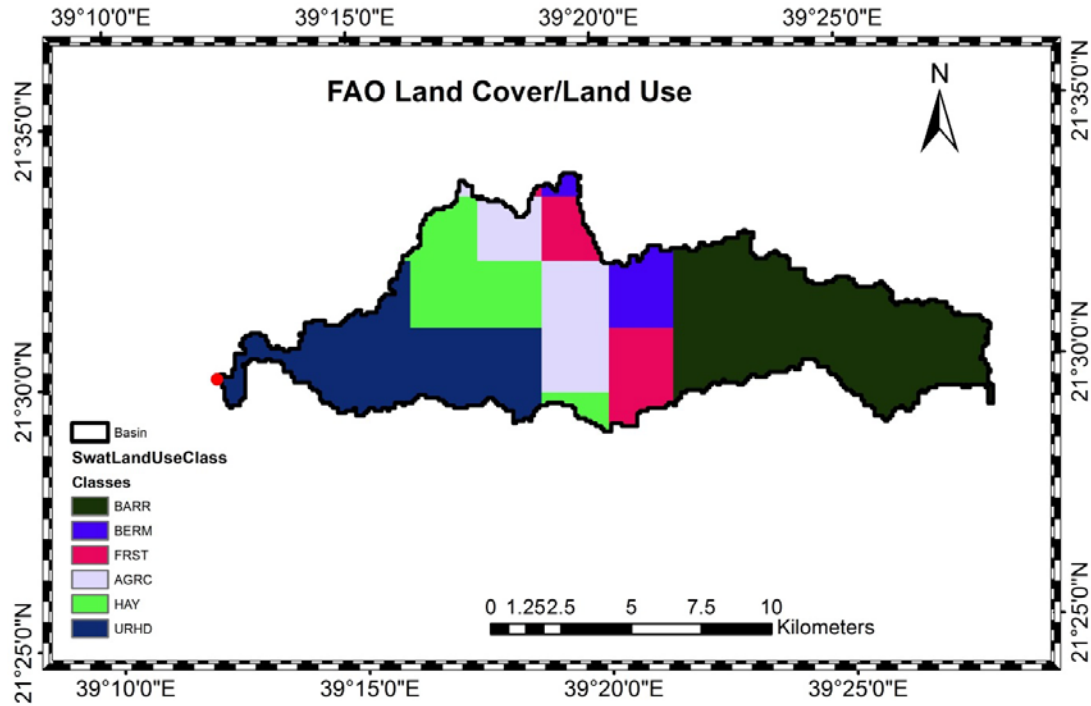 39°10'0"E 39°15'0"E 39°20'0"E 39°25'0"E
FAO Land Cover/Land Use
N
21°35'0"N
21°35'0"N
21°30'0"N
21°30'0"N
21°25'0"N
21°25'0"N
Basin
SwatLandUseClass
Classes
BARR
BERM
FRST
AGRC
HAY
URHD
0 1.252.5 5 7.5 10
Kilometers
39°10'0"E 39°15'0"E 39°20'0"E 39°25'0"E